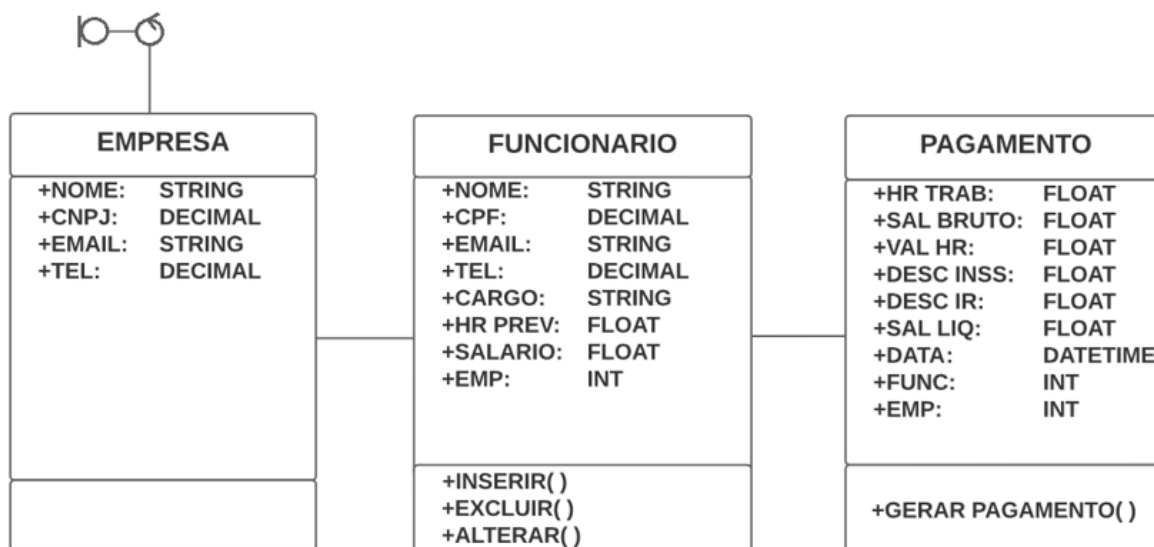 EMPRESA
+NOME: STRING
+CNPJ: DECIMAL
+EMAIL: STRING
+TEL: DECIMAL
FUNCIONARIO
+NOME: STRING
+CPF: DECIMAL
+EMAIL: STRING
+TEL: DECIMAL
+CARGO: STRING
+HR PREV: FLOAT
+SALARIO: FLOAT
+EMP: INT
+INSERIR( )
+EXCLUIR( )
+ALTERAR( )
PAGAMENTO
+HR TRAB: FLOAT
+SAL BRUTO: FLOAT
+VAL HR: FLOAT
+DESC INSS: FLOAT
+DESC IR: FLOAT
+SAL LIQ: FLOAT
+DATA: DATETIME
+FUNC: INT
+EMP: INT
+GERAR PAGAMENTO( )